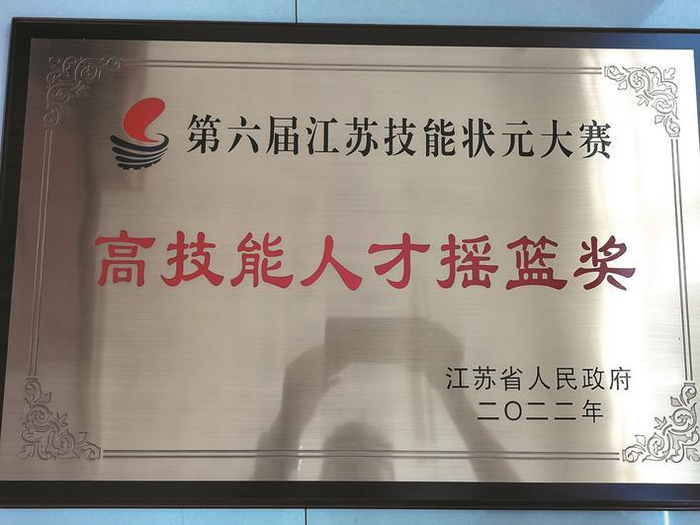 第六届江苏技能状元大赛
高技能人才摇篮奖
江苏省人民政府
二〇二二年